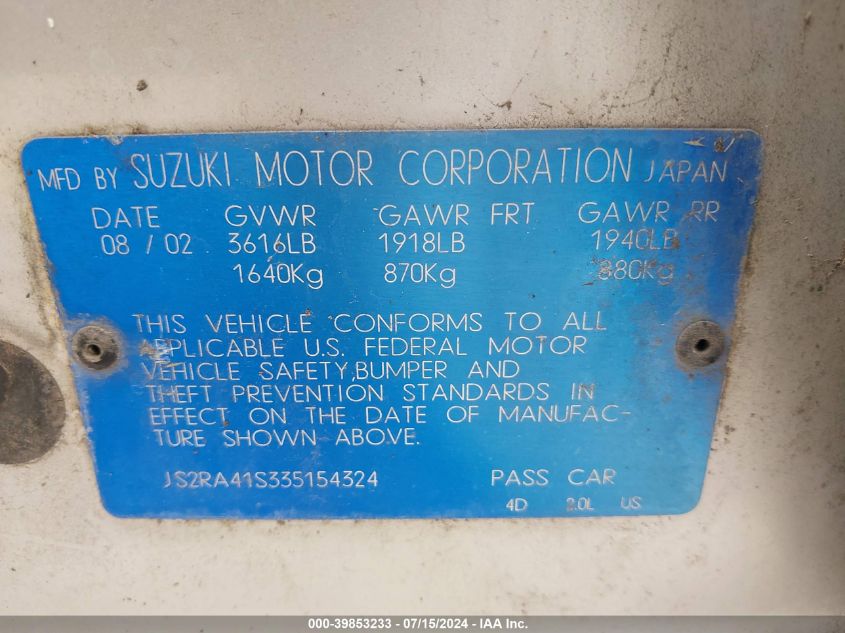 MFD BY SUZUKI MOTOR CORPORATION JAPAN
DATE GVWR GAWR FRT GAWR RR
08 / 02 3616LB 1918LB 1940LB
1640Kg 870Kg 880Kg
THIS VEHICLE CONFORMS TO ALL
APPLICABLE U.S. FEDERAL MOTOR
VEHICLE SAFETY,BUMPER AND
THEFT PREVENTION STANDARDS IN
EFFECT ON THE DATE OF MANUFAC-
TURE SHOWN ABOVE.
JS2RA41S335154324 PASS CAR
4D 2.0L US
000-39853233 - 07/15/2024 - IAA Inc.